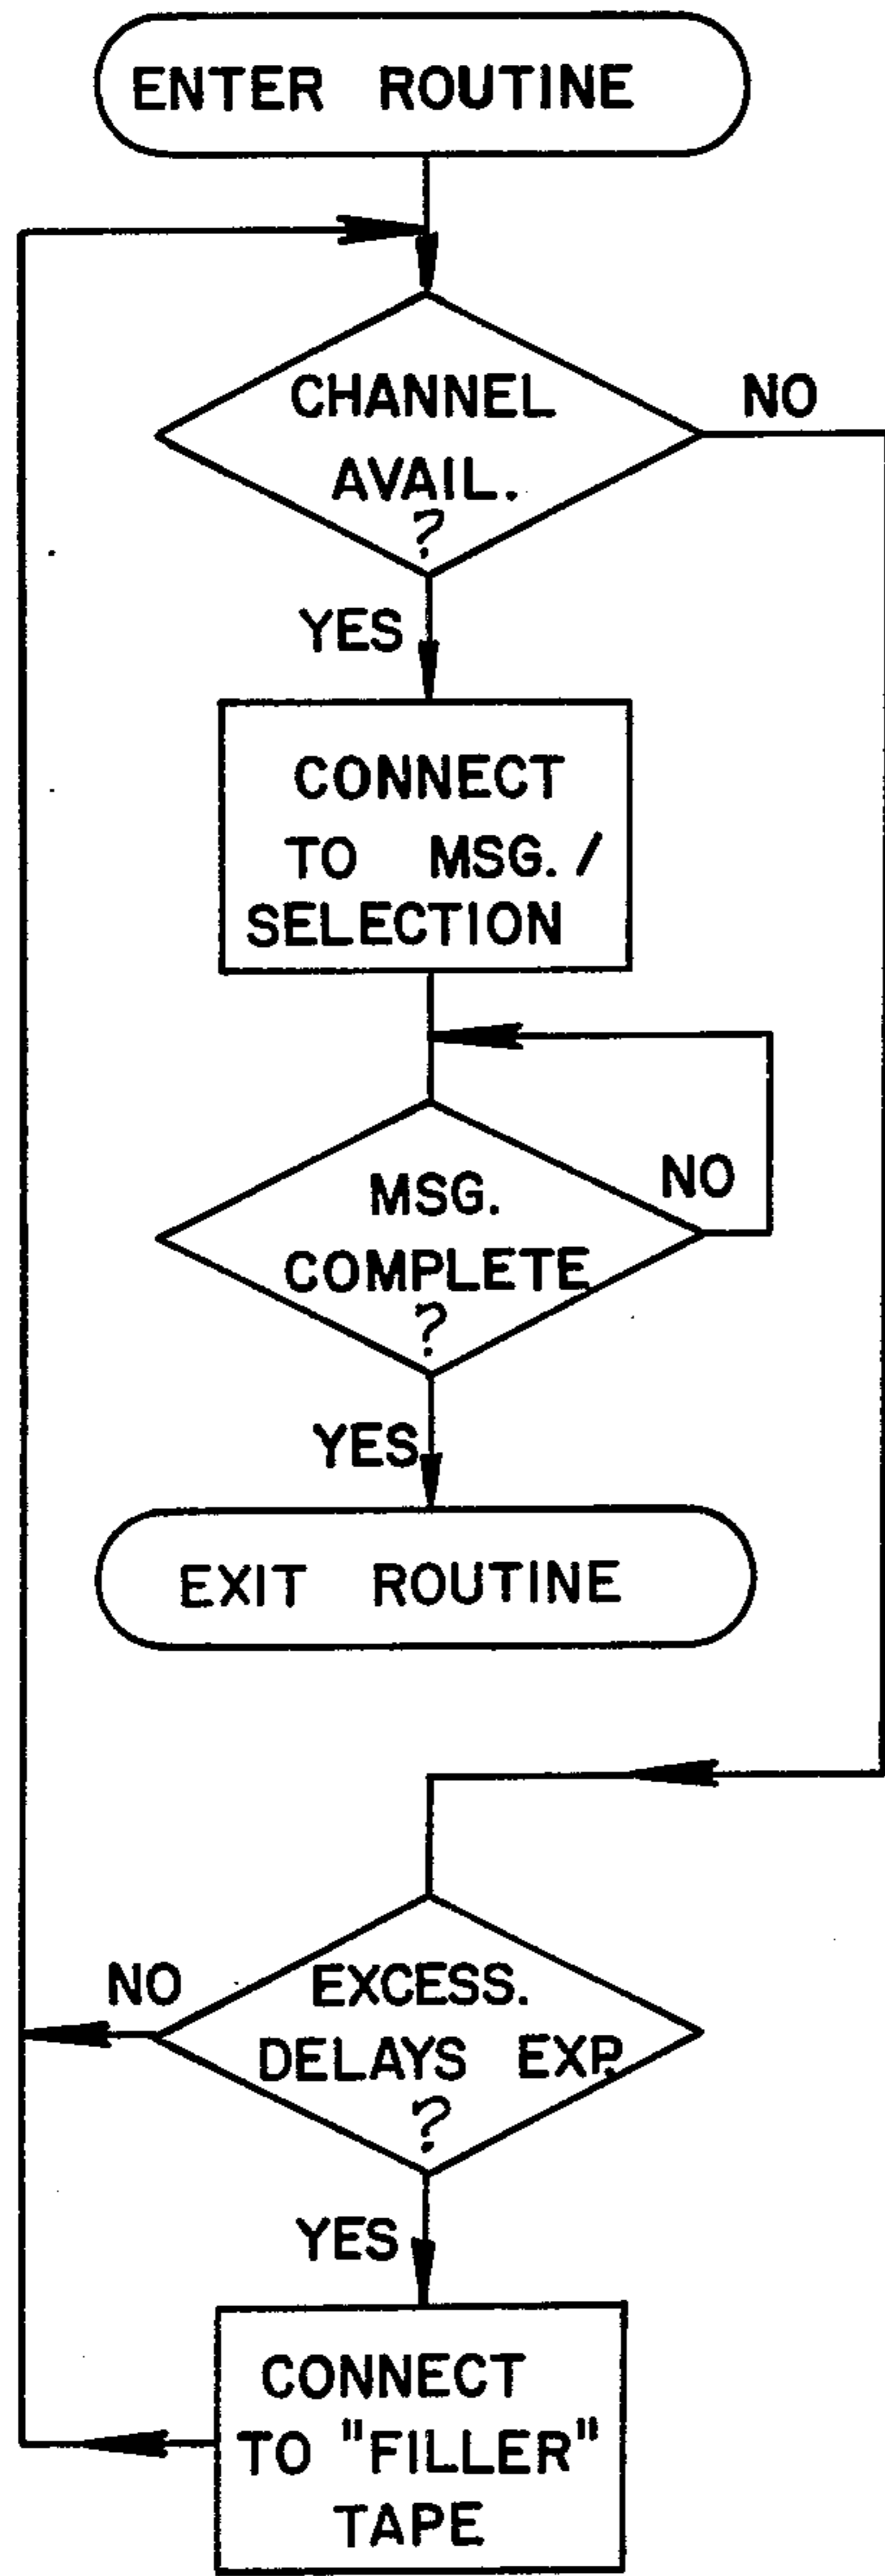 ENTER ROUTINE
CHANNEL
AVAIL.
?
NO
YES
CONNECT
TO MSG. /
SELECTION
MSG.
COMPLETE
?
NO
YES
EXIT ROUTINE
EXCESS.
DELAYS EXP.
?
NO
YES
CONNECT
TO "FILLER"
TAPE